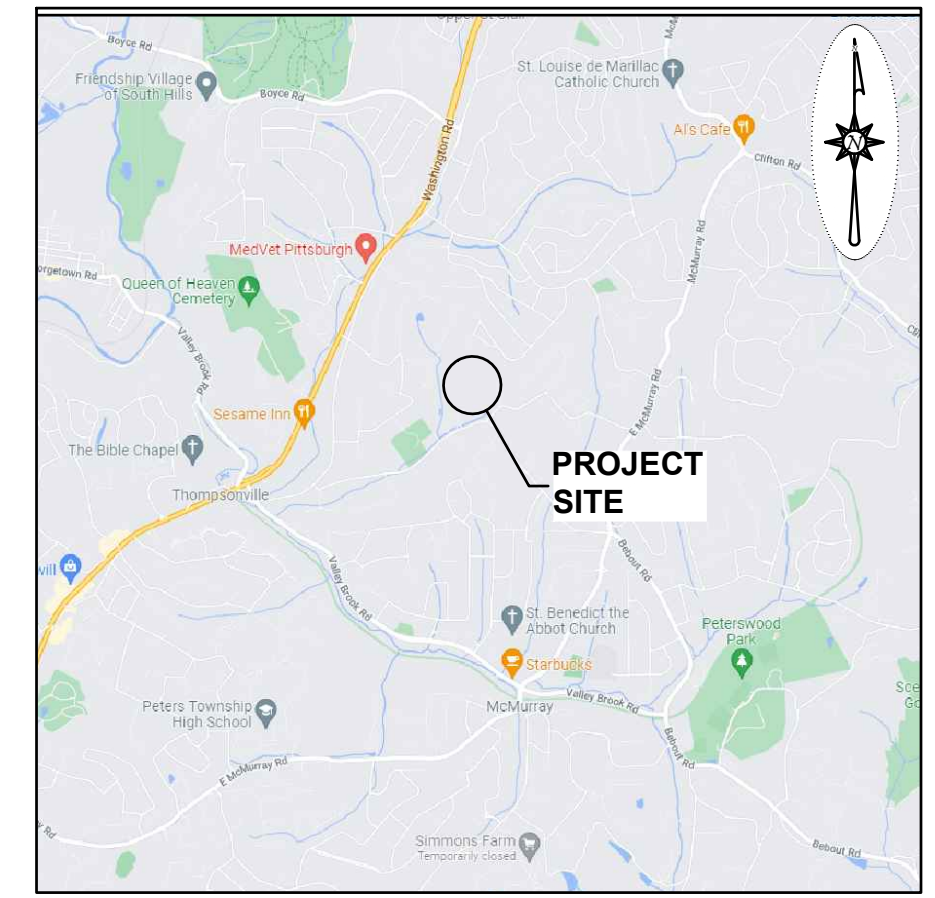 Boyce Rd
Friendship Village
of South Hills
Boyce Rd
St. Louise de Marillac
Catholic Church
Al's Cafe
Clifton Rd
N
Washington Rd
McMurray Rd
MedVet Pittsburgh
orgetown Rd
Queen of Heaven
Cemetery
Valley Brook Rd
E McMurray Rd
Sesame Inn
The Bible Chapel
PROJECT
SITE
Thompsonville
vill
Valley Brook Rd
Bebout Rd
St. Benedict the
Abbot Church
Peterswood
Park
Starbucks
Valley Brook Rd
McMurray
Peters Township
High School
Bebout Rd
E McMurray Rd
Simmons Farm
Temporarily closed
Bebout Rd